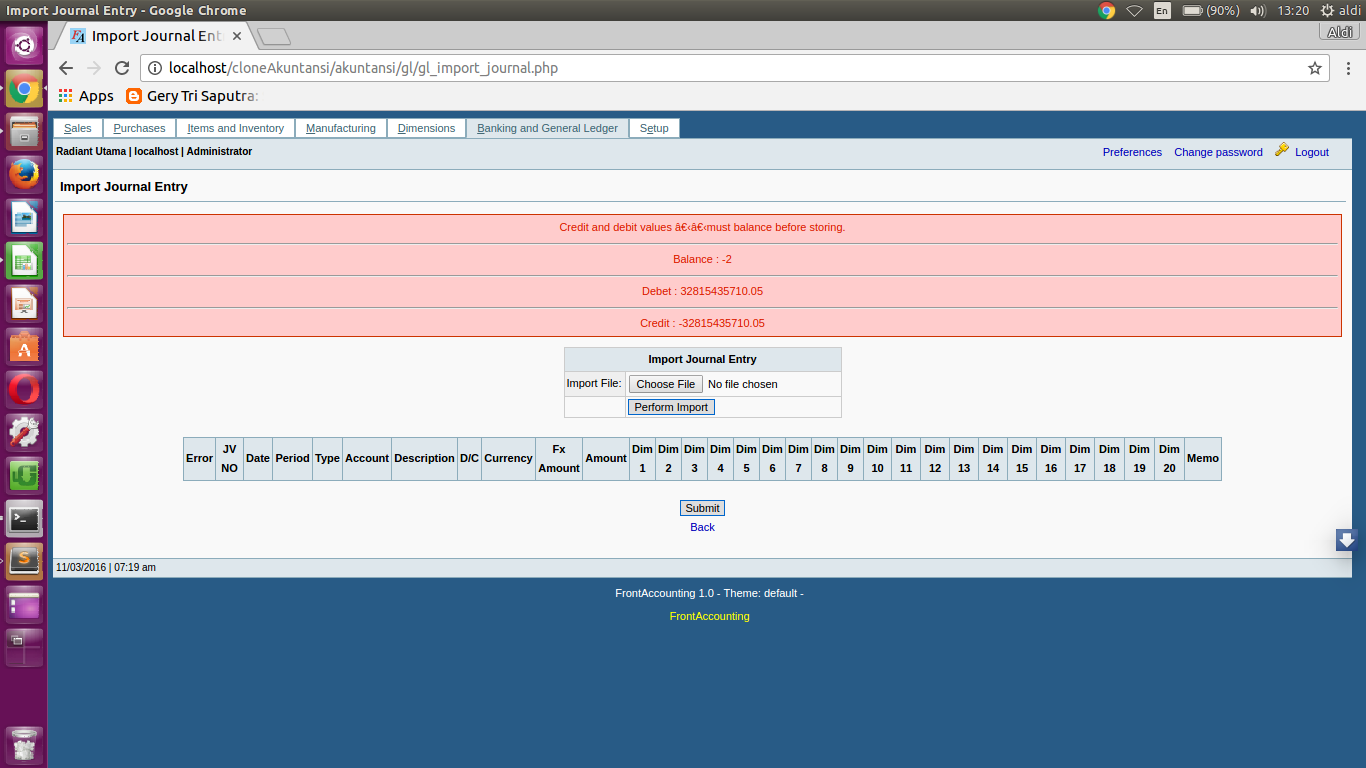 Import Journal Entry - Google Chrome
En
(90%)
13:20
aldi
Import Journal Ent
Aldi
localhost/cloneAkuntansi/akuntansi/gl/gl_import_journal.php
Apps
Gery Tri Saputra:
Sales
Purchases
Items and Inventory
Manufacturing
Dimensions
Banking and General Ledger
Setup
Radiant Utama | localhost | Administrator
Preferences
Change password
Logout
Import Journal Entry
Credit and debit values â€‹â€‹must balance before storing.
Balance : -2
Debet : 32815435710.05
Credit : -32815435710.05
Import Journal Entry
Import File:
Choose File
No file chosen
Perform Import
Error
JV NO
Date
Period
Type
Account
Description
D/C
Currency
Fx Amount
Amount
Dim 1
Dim 2
Dim 3
Dim 4
Dim 5
Dim 6
Dim 7
Dim 8
Dim 9
Dim 10
Dim 11
Dim 12
Dim 13
Dim 14
Dim 15
Dim 16
Dim 17
Dim 18
Dim 19
Dim 20
Memo
Submit
Back
11/03/2016 | 07:19 am
FrontAccounting 1.0 - Theme: default -
FrontAccounting